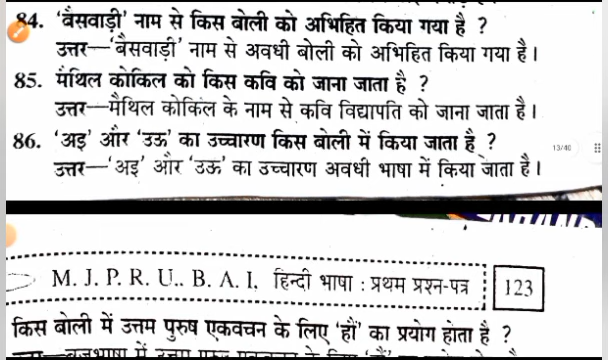 84. 'बैसवाड़ी' नाम से किस बोली को अभिहित किया गया है ?
उत्तर—'बैसवाड़ी' नाम से अवधी बोली को अभिहित किया गया है।
85. मैथिल कोकिल को किस कवि को जाना जाता है ?
उत्तर—मैथिल कोकिल के नाम से कवि विद्यापति को जाना जाता है।
86. 'अइ' और 'उऊ' का उच्चारण किस बोली में किया जाता है ?
13/40
उत्तर—'अइ' और 'उऊ' का उच्चारण अवधी भाषा में किया जाता है।
M. J. P. R. U.. B. A. I, हिन्दी भाषा : प्रथम प्रश्न-पत्र 123
किस बोली में उत्तम पुरुष एकवचन के लिए 'हौं' का प्रयोग होता है ?